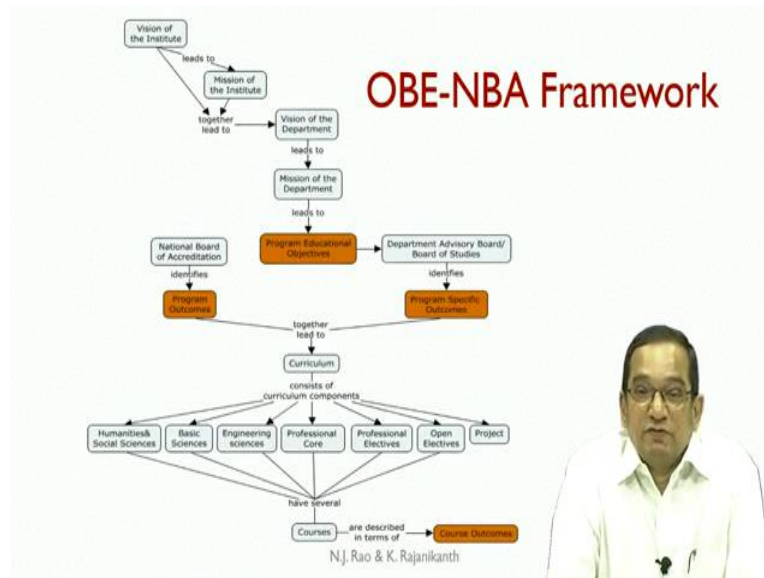 Vision of
the Institute
leads to
Mission of
the Institute
OBE-NBA Framework
together
lead to
Vision of the
Department
leads to
Mission of the
Department
leads to
National Board
of Accreditation
Program Educational
Objectives
Department Advisory Board/
Board of Studies
identifies
identifies
Program
Outcomes
Program Specific
Outcomes
together
lead to
Curriculum
consists of
curriculum components
Humanities&
Social Sciences
Basic
Sciences
Engineering
sciences
Professional
Core
Professional
Electives
Open
Electives
Project
have several
Courses
are described
in terms of
Course Outcomes
N.J. Rao & K. Rajanikanth